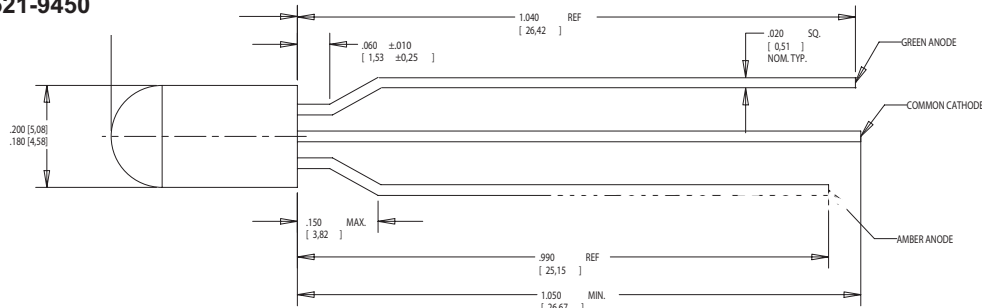 521-9450
1.040 REF
[ 26,42 ]
.020 SQ.
[ 0,51 ]
NOM. TYP.
GREEN ANODE
.060 ±.010
[ 1,53 ±0,25 ]
COMMON CATHODE
.200 [5,08]
.180 [4,58]
.150 MAX.
[ 3,82 ]
AMBER ANODE
.990 REF
[ 25,15 ]
1.050 MIN.
[ 26,67 ]